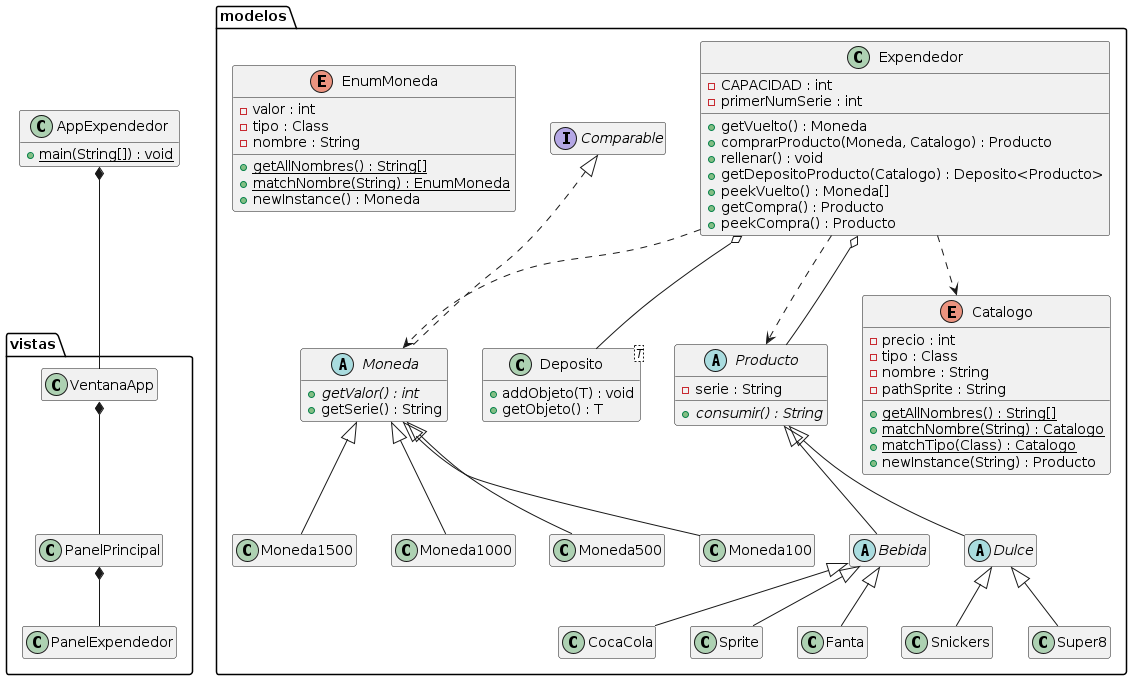 modelos
C Expendedor
CAPACIDAD : int
primerNumSerie : int
getVuelto() : Moneda
comprarProducto(Moneda, Catalogo) : Producto
rellenar() : void
getDepositoProducto(Catalogo) : Deposito<Producto>
peekVuelto() : Moneda[]
getCompra() : Producto
peekCompra() : Producto
E EnumMoneda
valor : int
tipo : Class
nombre : String
getAllNombres() : String[]
matchNombre(String) : EnumMoneda
newInstance() : Moneda
C AppExpendedor
main(String[]) : void
I Comparable
E Catalogo
precio : int
tipo : Class
nombre : String
pathSprite : String
getAllNombres() : String[]
matchNombre(String) : Catalogo
matchTipo(Class) : Catalogo
newInstance(String) : Producto
vistas
C VentanaApp
A Moneda
getValor() : int
getSerie() : String
C Deposito
T
addObjeto(T) : void
getObjeto() : T
A Producto
serie : String
consumir() : String
C PanelPrincipal
C Moneda1500
C Moneda1000
C Moneda500
C Moneda100
A Bebida
A Dulce
C PanelExpendedor
C CocaCola
C Sprite
C Fanta
C Snickers
C Super8